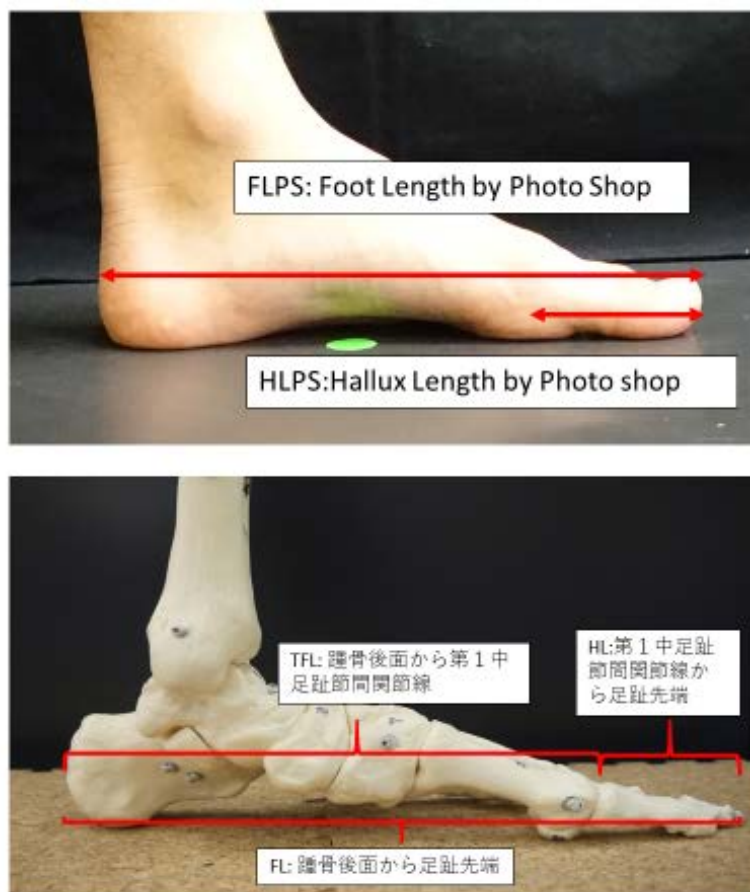 FLPS: Foot Length by Photo Shop
HLPS:Hallux Length by Photo shop
TFL: 踵骨後面から第１中
足趾節間関節線
HL:第１中足趾
節間関節線か
ら足趾先端
FL: 踵骨後面から足趾先端